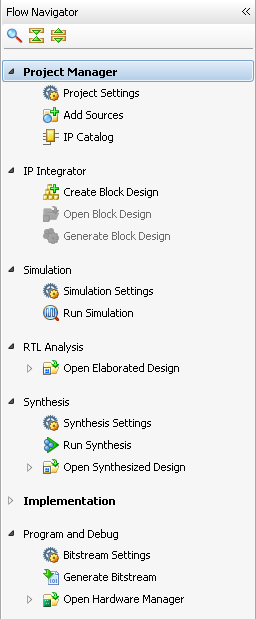 Flow Navigator
Project Manager
Project Settings
Add Sources
IP Catalog
IP Integrator
Create Block Design
Open Block Design
Generate Block Design
Simulation
Simulation Settings
Run Simulation
RTL Analysis
Open Elaborated Design
Synthesis
Synthesis Settings
Run Synthesis
Open Synthesized Design
Implementation
Program and Debug
Bitstream Settings
Generate Bitstream
Open Hardware Manager